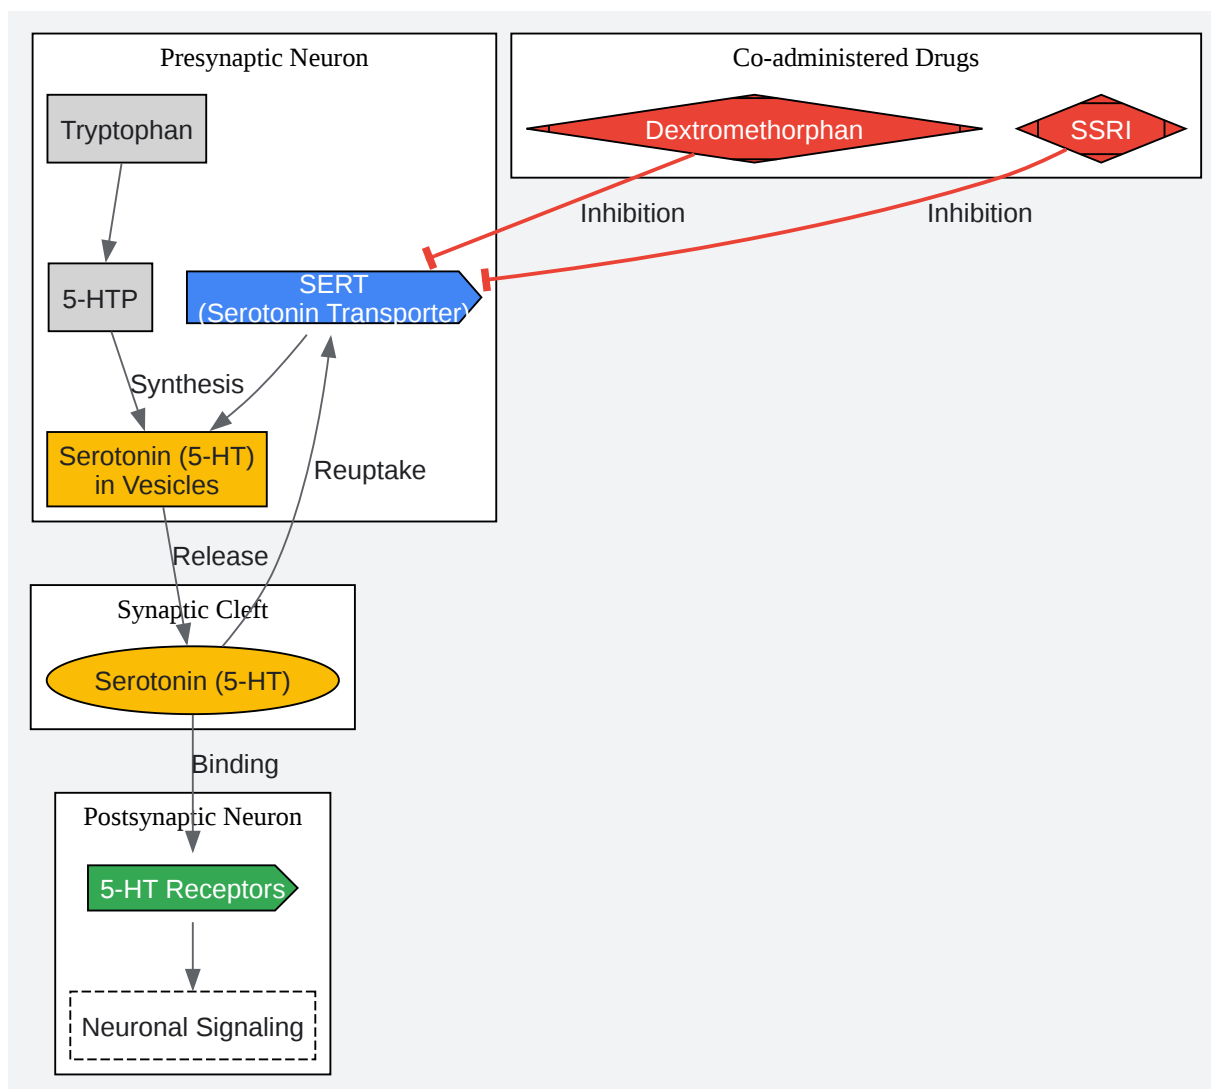 Presynaptic Neuron
Co-administered Drugs
Tryptophan
Dextromethorphan
SSRI
Inhibition
Inhibition
5-HTP
SERT
(Serotonin Transporter)
Synthesis
Serotonin (5-HT)
in Vesicles
Reuptake
Release
Synaptic Cleft
Serotonin (5-HT)
Binding
Postsynaptic Neuron
5-HT Receptors
Neuronal Signaling